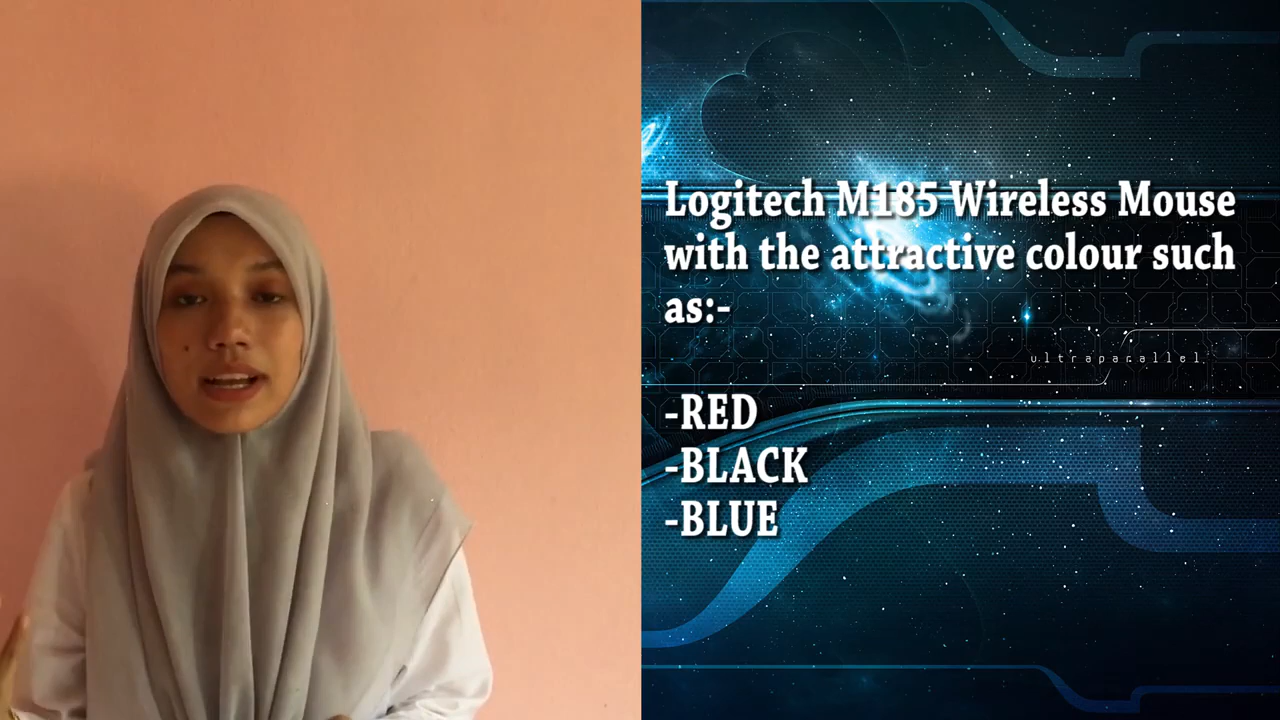 Logitech M185 Wireless Mouse
with the attractive colour such
as:-
ultraparallel
-RED
-BLACK
-BLUE